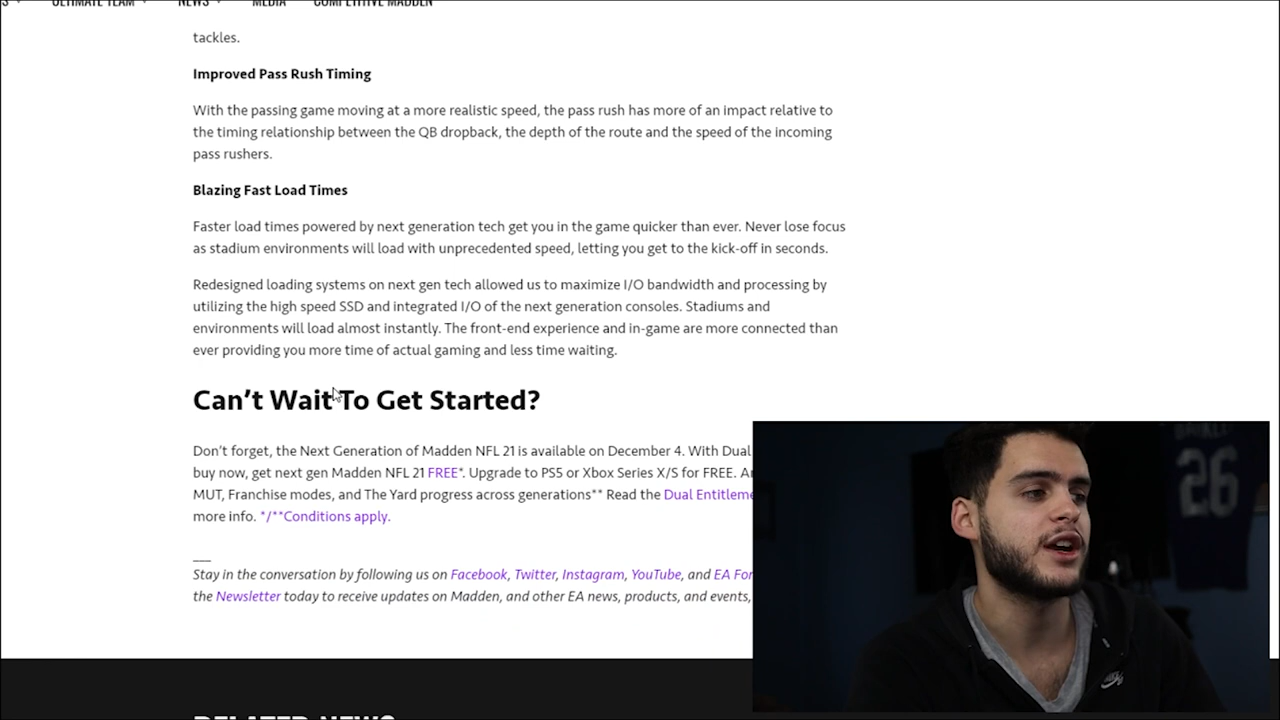 ULTIMATE TEAM NEWS MEDIA COMPETITIVE MADDEN
tackles.
Improved Pass Rush Timing
With the passing game moving at a more realistic speed, the pass rush has more of an impact relative to
the timing relationship between the QB dropback, the depth of the route and the speed of the incoming
pass rushers.
Blazing Fast Load Times
Faster load times powered by next generation tech get you in the game quicker than ever. Never lose focus
as stadium environments will load with unprecedented speed, letting you get to the kick-off in seconds.
Redesigned loading systems on next gen tech allowed us to maximize I/O bandwidth and processing by
utilizing the high speed SSD and integrated I/O of the next generation consoles. Stadiums and
environments will load almost instantly. The front-end experience and in-game are more connected than
ever providing you more time of actual gaming and less time waiting.
Can't Wait To Get Started?
Don't forget, the Next Generation of Madden NFL 21 is available on December 4. With Dual
buy now, get next gen Madden NFL 21 FREE*. Upgrade to PS5 or Xbox Series X/S for FREE.
MUT, Franchise modes, and The Yard progress across generations** Read the Dual
more info. */**Conditions apply.
___
Stay in the conversation by following us on Facebook, Twitter, Instagram, YouTube, and EA
the Newsletter today to receive updates on Madden, and other EA news, products, and events,
26
RELATED NEWS